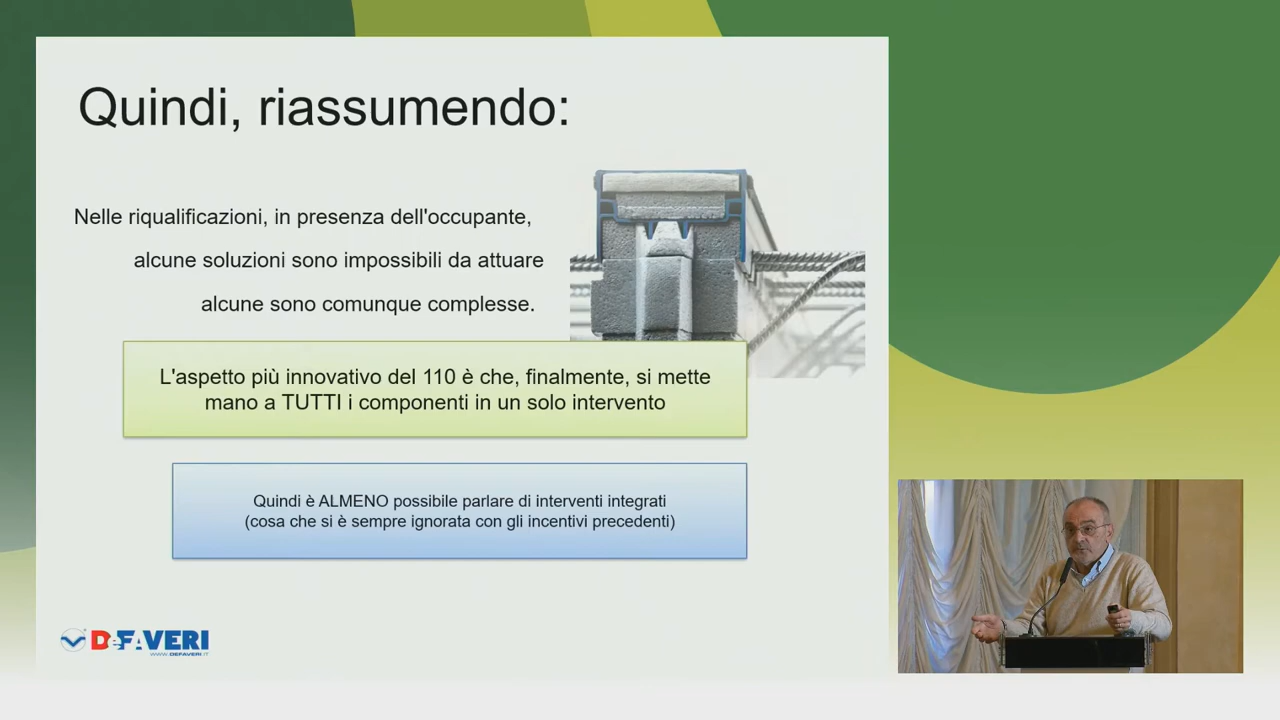 Quindi, riassumendo:
Nelle riqualificazioni, in presenza dell'occupante,
alcune soluzioni sono impossibili da attuare
alcune sono comunque complesse.
L'aspetto più innovativo del 110 è che, finalmente, si mette
mano a TUTTI i componenti in un solo intervento
Quindi è ALMENO possibile parlare di interventi integrati
(cosa che si è sempre ignorata con gli incentivi precedenti)
DeFAVERI
WWW.DEFAVERI.IT